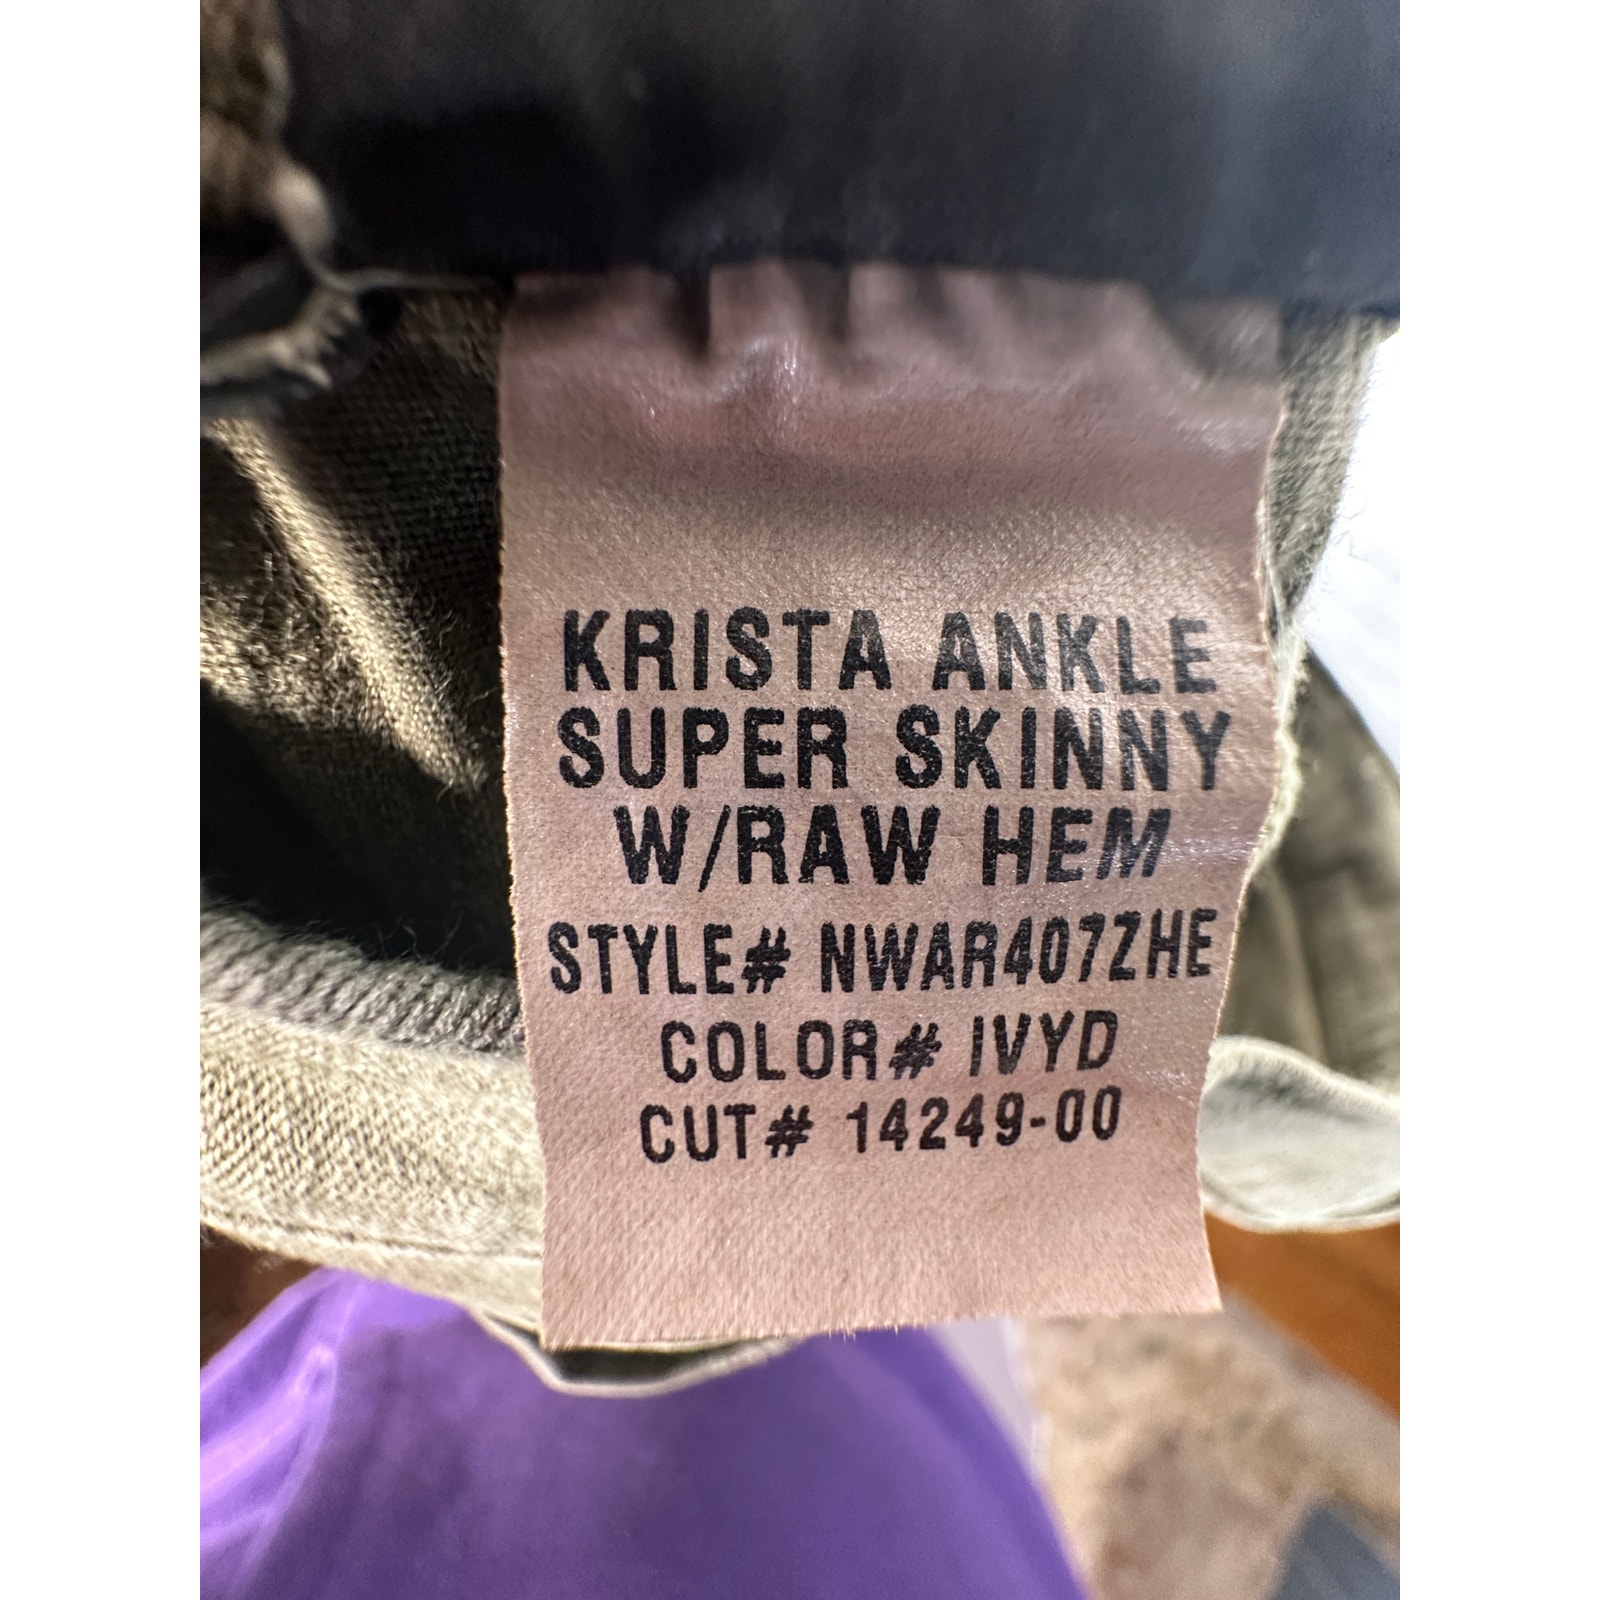 KRISTA ANKLE
SUPER SKINNY
W/RAW HEM
STYLE# NWAR407ZHE
COLOR# IVYD
CUT# 14249-00